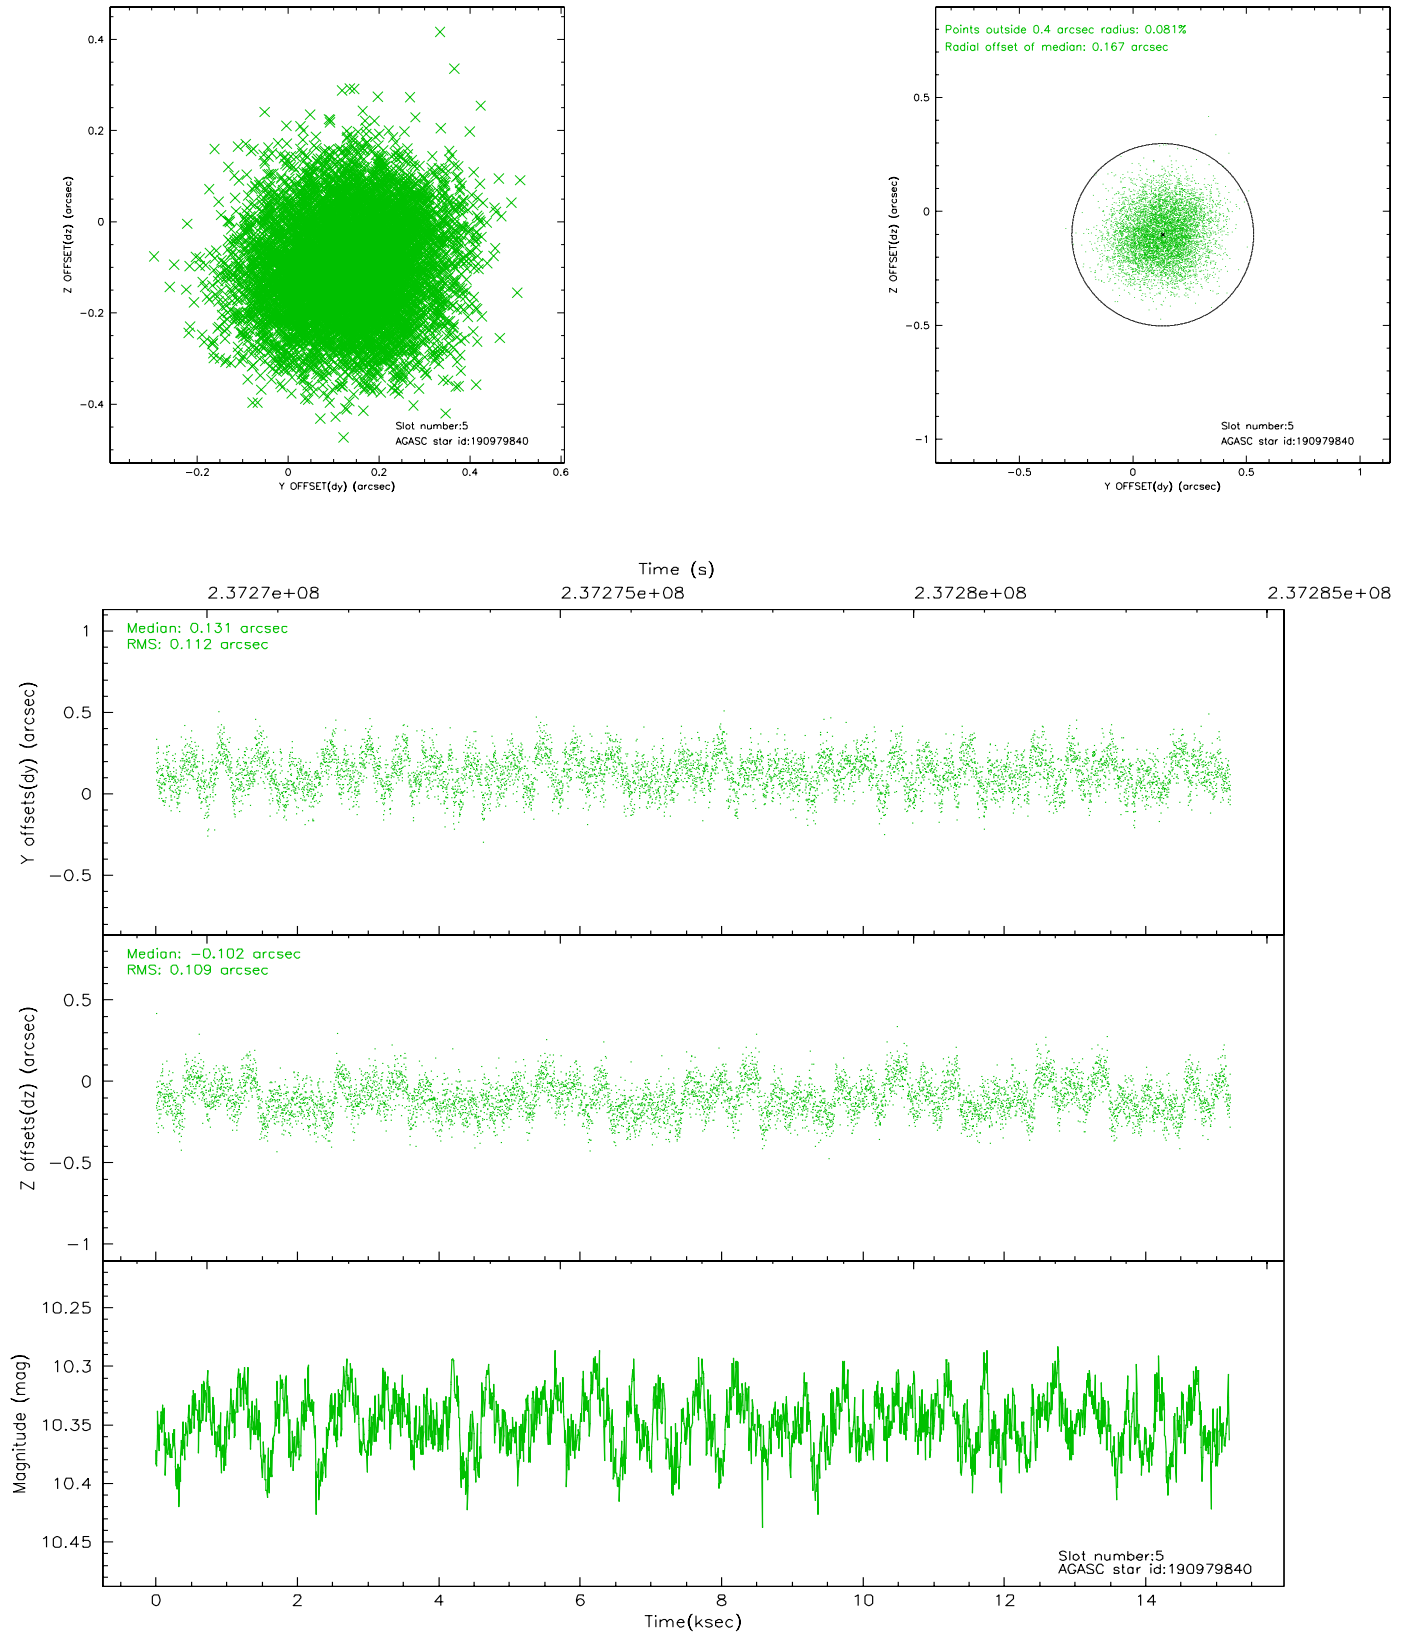 0.4
0.2
0
−0.2
−0.4
Z OFFSET(dz) (arcsec)
−0.2
0
0.2
0.4
0.6
Y OFFSET(dy) (arcsec)
Slot number:5
AGASC star id:190979840
Points outside 0.4 arcsec radius: 0.081%
Radial offset of median: 0.167 arcsec
0.5
0
−0.5
−1
Z OFFSET(dz) (arcsec)
−0.5
0
0.5
1
Y OFFSET(dy) (arcsec)
Slot number:5
AGASC star id:190979840
Time (s)
2.3727e+08
2.37275e+08
2.3728e+08
2.37285e+08
Median: 0.131 arcsec
RMS: 0.112 arcsec
1
0.5
0
−0.5
Y offsets(dy) (arcsec)
Median: −0.102 arcsec
RMS: 0.109 arcsec
0.5
0
−0.5
−1
Z offsets(dz) (arcsec)
10.25
10.3
10.35
10.4
10.45
Magnitude (mag)
Slot number:5
AGASC star id:190979840
0
2
4
6
8
10
12
14
Time(ksec)